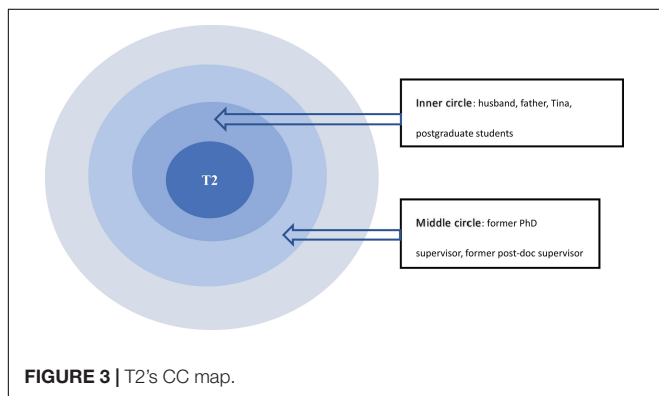 Inner circle: husband, father, Tina,
postgraduate students
T2
Middle circle: former PhD
supervisor, former post-doc supervisor
FIGURE 3 | T2's CC map.